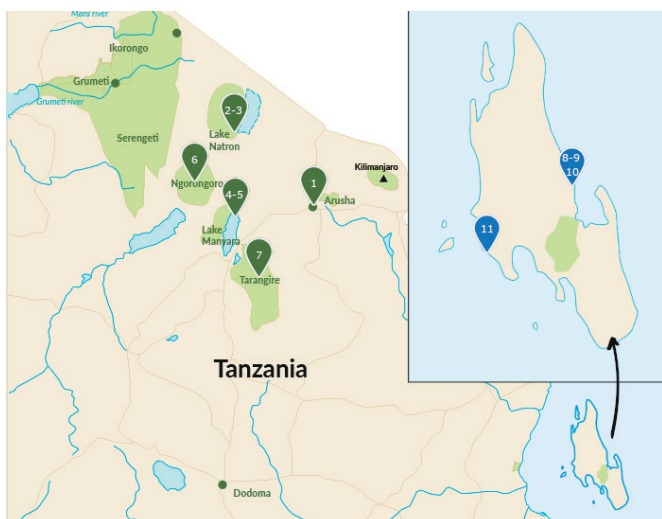 Mara river
Ikorongo
Grumeti
Grumeti river
Serengeti
2-3
Lake
Natron
6
Ngorongoro
4-5
Lake
Manyara
1
Arusha
Kilimanjaro
7
Tarangire
Tanzania
Dodoma
8-9
10
11